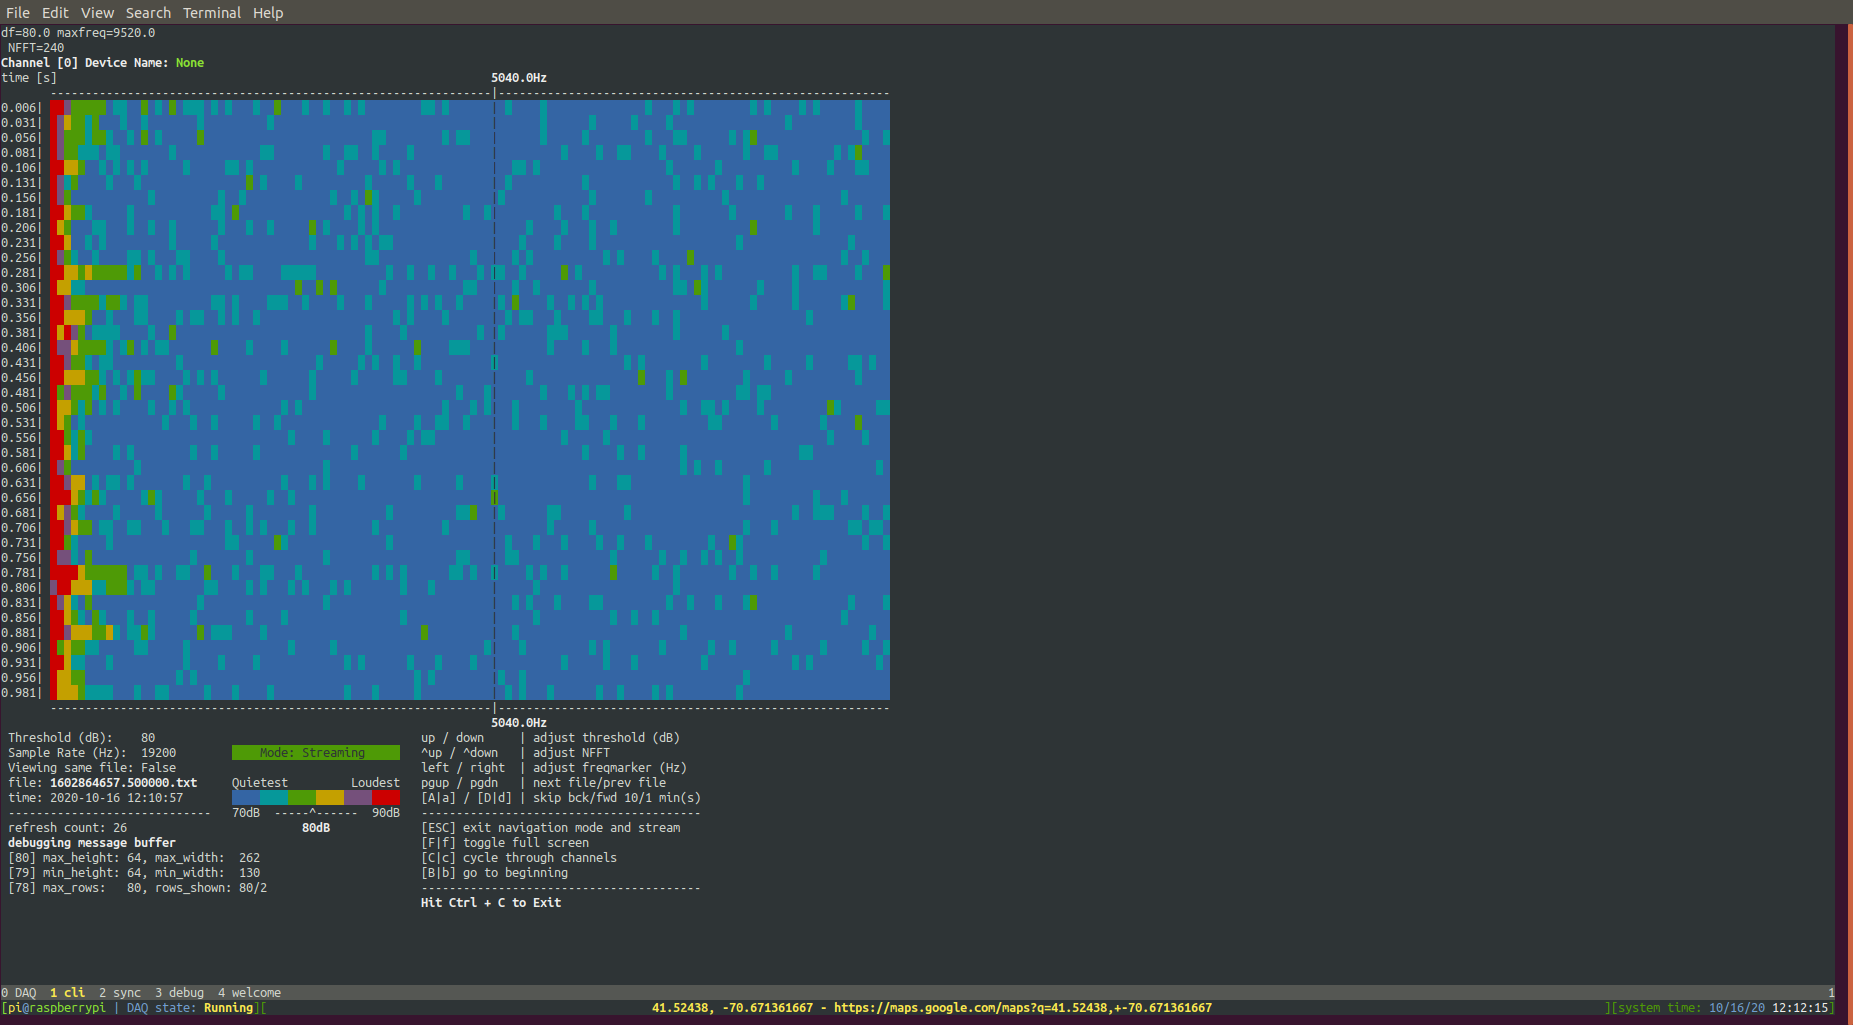 File Edit View Search Terminal Help
df=80.0 maxfreq=9520.0
NFFT=240
Channel [0] Device Name: None
time [s] 5040.0Hz
---------------------------------------------------------------|--------------------------------------------------------
0.006|
0.031|
0.056|
0.081|
0.106|
0.131|
0.156|
0.181|
0.206|
0.231|
0.256|
0.281|
0.306|
0.331|
0.356|
0.381|
0.406|
0.431|
0.456|
0.481|
0.506|
0.531|
0.556|
0.581|
0.606|
0.631|
0.656|
0.681|
0.706|
0.731|
0.756|
0.781|
0.806|
0.831|
0.856|
0.881|
0.906|
0.931|
0.956|
0.981|
---------------------------------------------------------------|--------------------------------------------------------
5040.0Hz
Threshold (dB): 80 up / down | adjust threshold (dB)
Sample Rate (Hz): 19200 Mode: Streaming ^up / ^down | adjust NFFT
Viewing same file: False left / right | adjust freqmarker (Hz)
file: 1602864657.500000.txt Quietest Loudest pgup / pgdn | next file/prev file
time: 2020-10-16 12:10:57 [A|a] / [D|d] | skip bck/fwd 10/1 min(s)
----------------------------- 70dB -----^------ 90dB ----------------------------------------
refresh count: 26 80dB [ESC] exit navigation mode and stream
debugging message buffer [F|f] toggle full screen
[80] max_height: 64, max_width: 262 [C|c] cycle through channels
[79] min_height: 64, min_width: 130 [B|b] go to beginning
[78] max_rows: 80, rows_shown: 80/2 ----------------------------------------
Hit Ctrl + C to Exit
0 DAQ 1 cli 2 sync 3 debug 4 welcome 1
[pi@raspberrypi | DAQ state: Running][ 41.52438, -70.671361667 - https://maps.google.com/maps?q=41.52438,+-70.671361667 ][system time: 10/16/20 12:12:15]